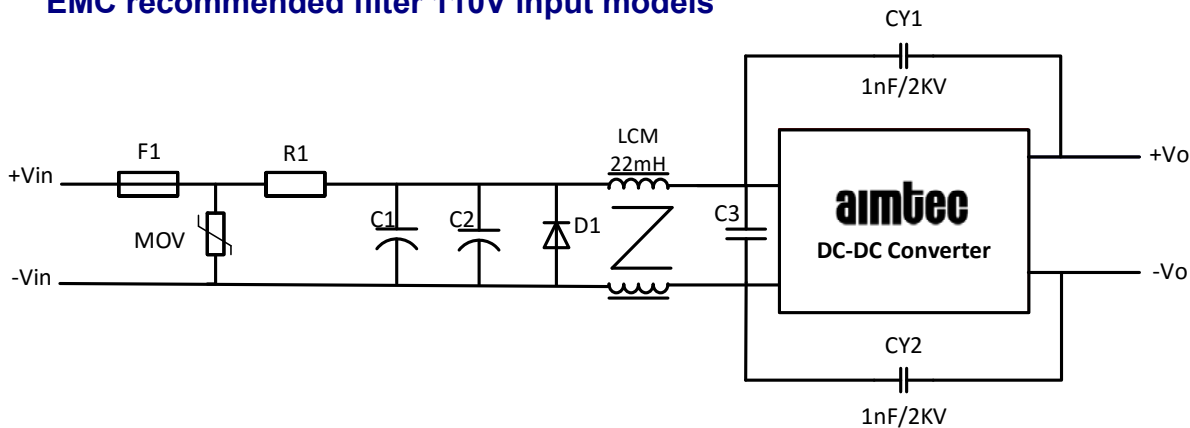 EMC recommended filter 110V input models
CY1
1nF/2KV
F1
R1
LCM
22mH
+Vin
+Vo
MOV
C1
C2
D1
C3
aimtec
DC-DC Converter
-Vin
-Vo
CY2
1nF/2KV